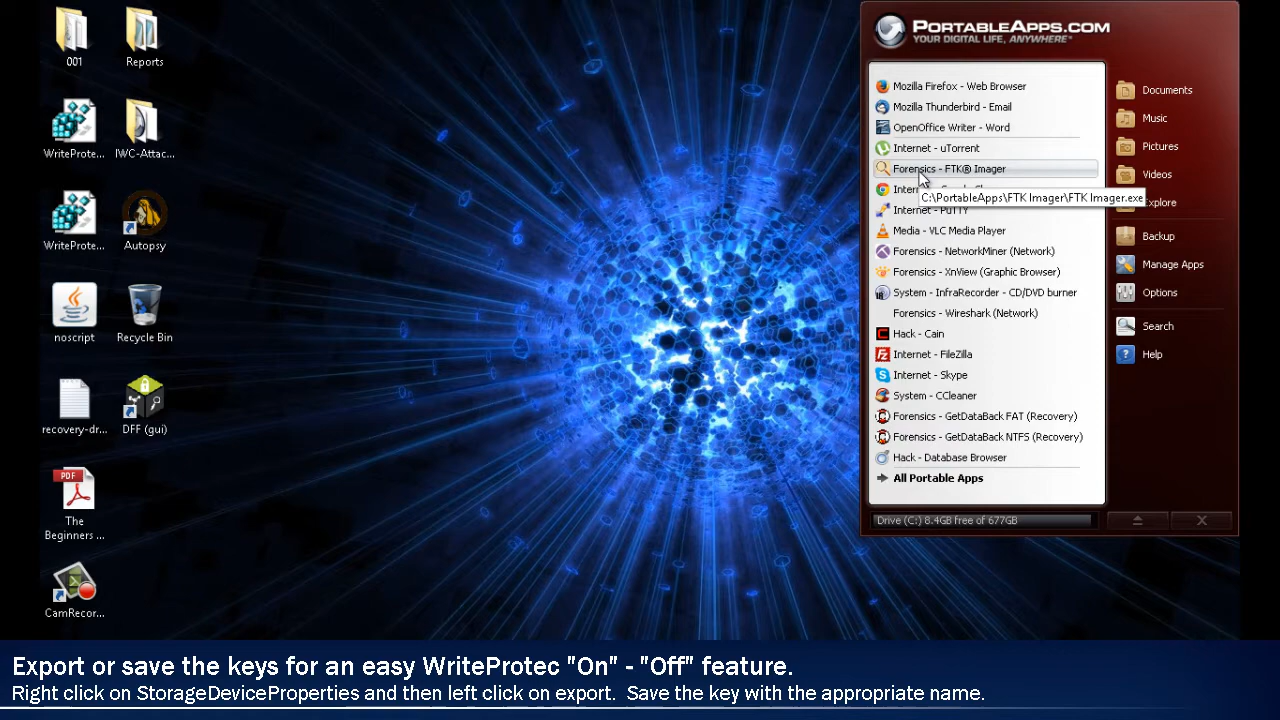 001
Reports
WriteProte...
IWC-Attac...
WriteProte...
Autopsy
noscript
Recycle Bin
recovery-dr...
DFF (gui)
PDF
The
Beginners ...
CamRecor...
PORTABLEAPPS.COM
YOUR DIGITAL LIFE, ANYWHERE®
Mozilla Firefox - Web Browser
Mozilla Thunderbird - Email
OpenOffice Writer - Word
Internet - uTorrent
Forensics - FTK® Imager
C:\PortableApps\FTK Imager\FTK Imager.exe
Internet - PuTTY
Media - VLC Media Player
Forensics - NetworkMiner (Network)
Forensics - XnView (Graphic Browser)
System - InfraRecorder - CD/DVD burner
Forensics - Wireshark (Network)
Hack - Cain
Internet - FileZilla
Internet - Skype
System - CCleaner
Forensics - GetDataBack FAT (Recovery)
Forensics - GetDataBack NTFS (Recovery)
Hack - Database Browser
All Portable Apps
Drive (C:) 8.4GB free of 677GB
Documents
Music
Pictures
Videos
Explore
Backup
Manage Apps
Options
Search
Help
Export or save the keys for an easy WriteProtec "On" - "Off" feature.
Right click on StorageDeviceProperties and then left click on export. Save the key with the appropriate name.